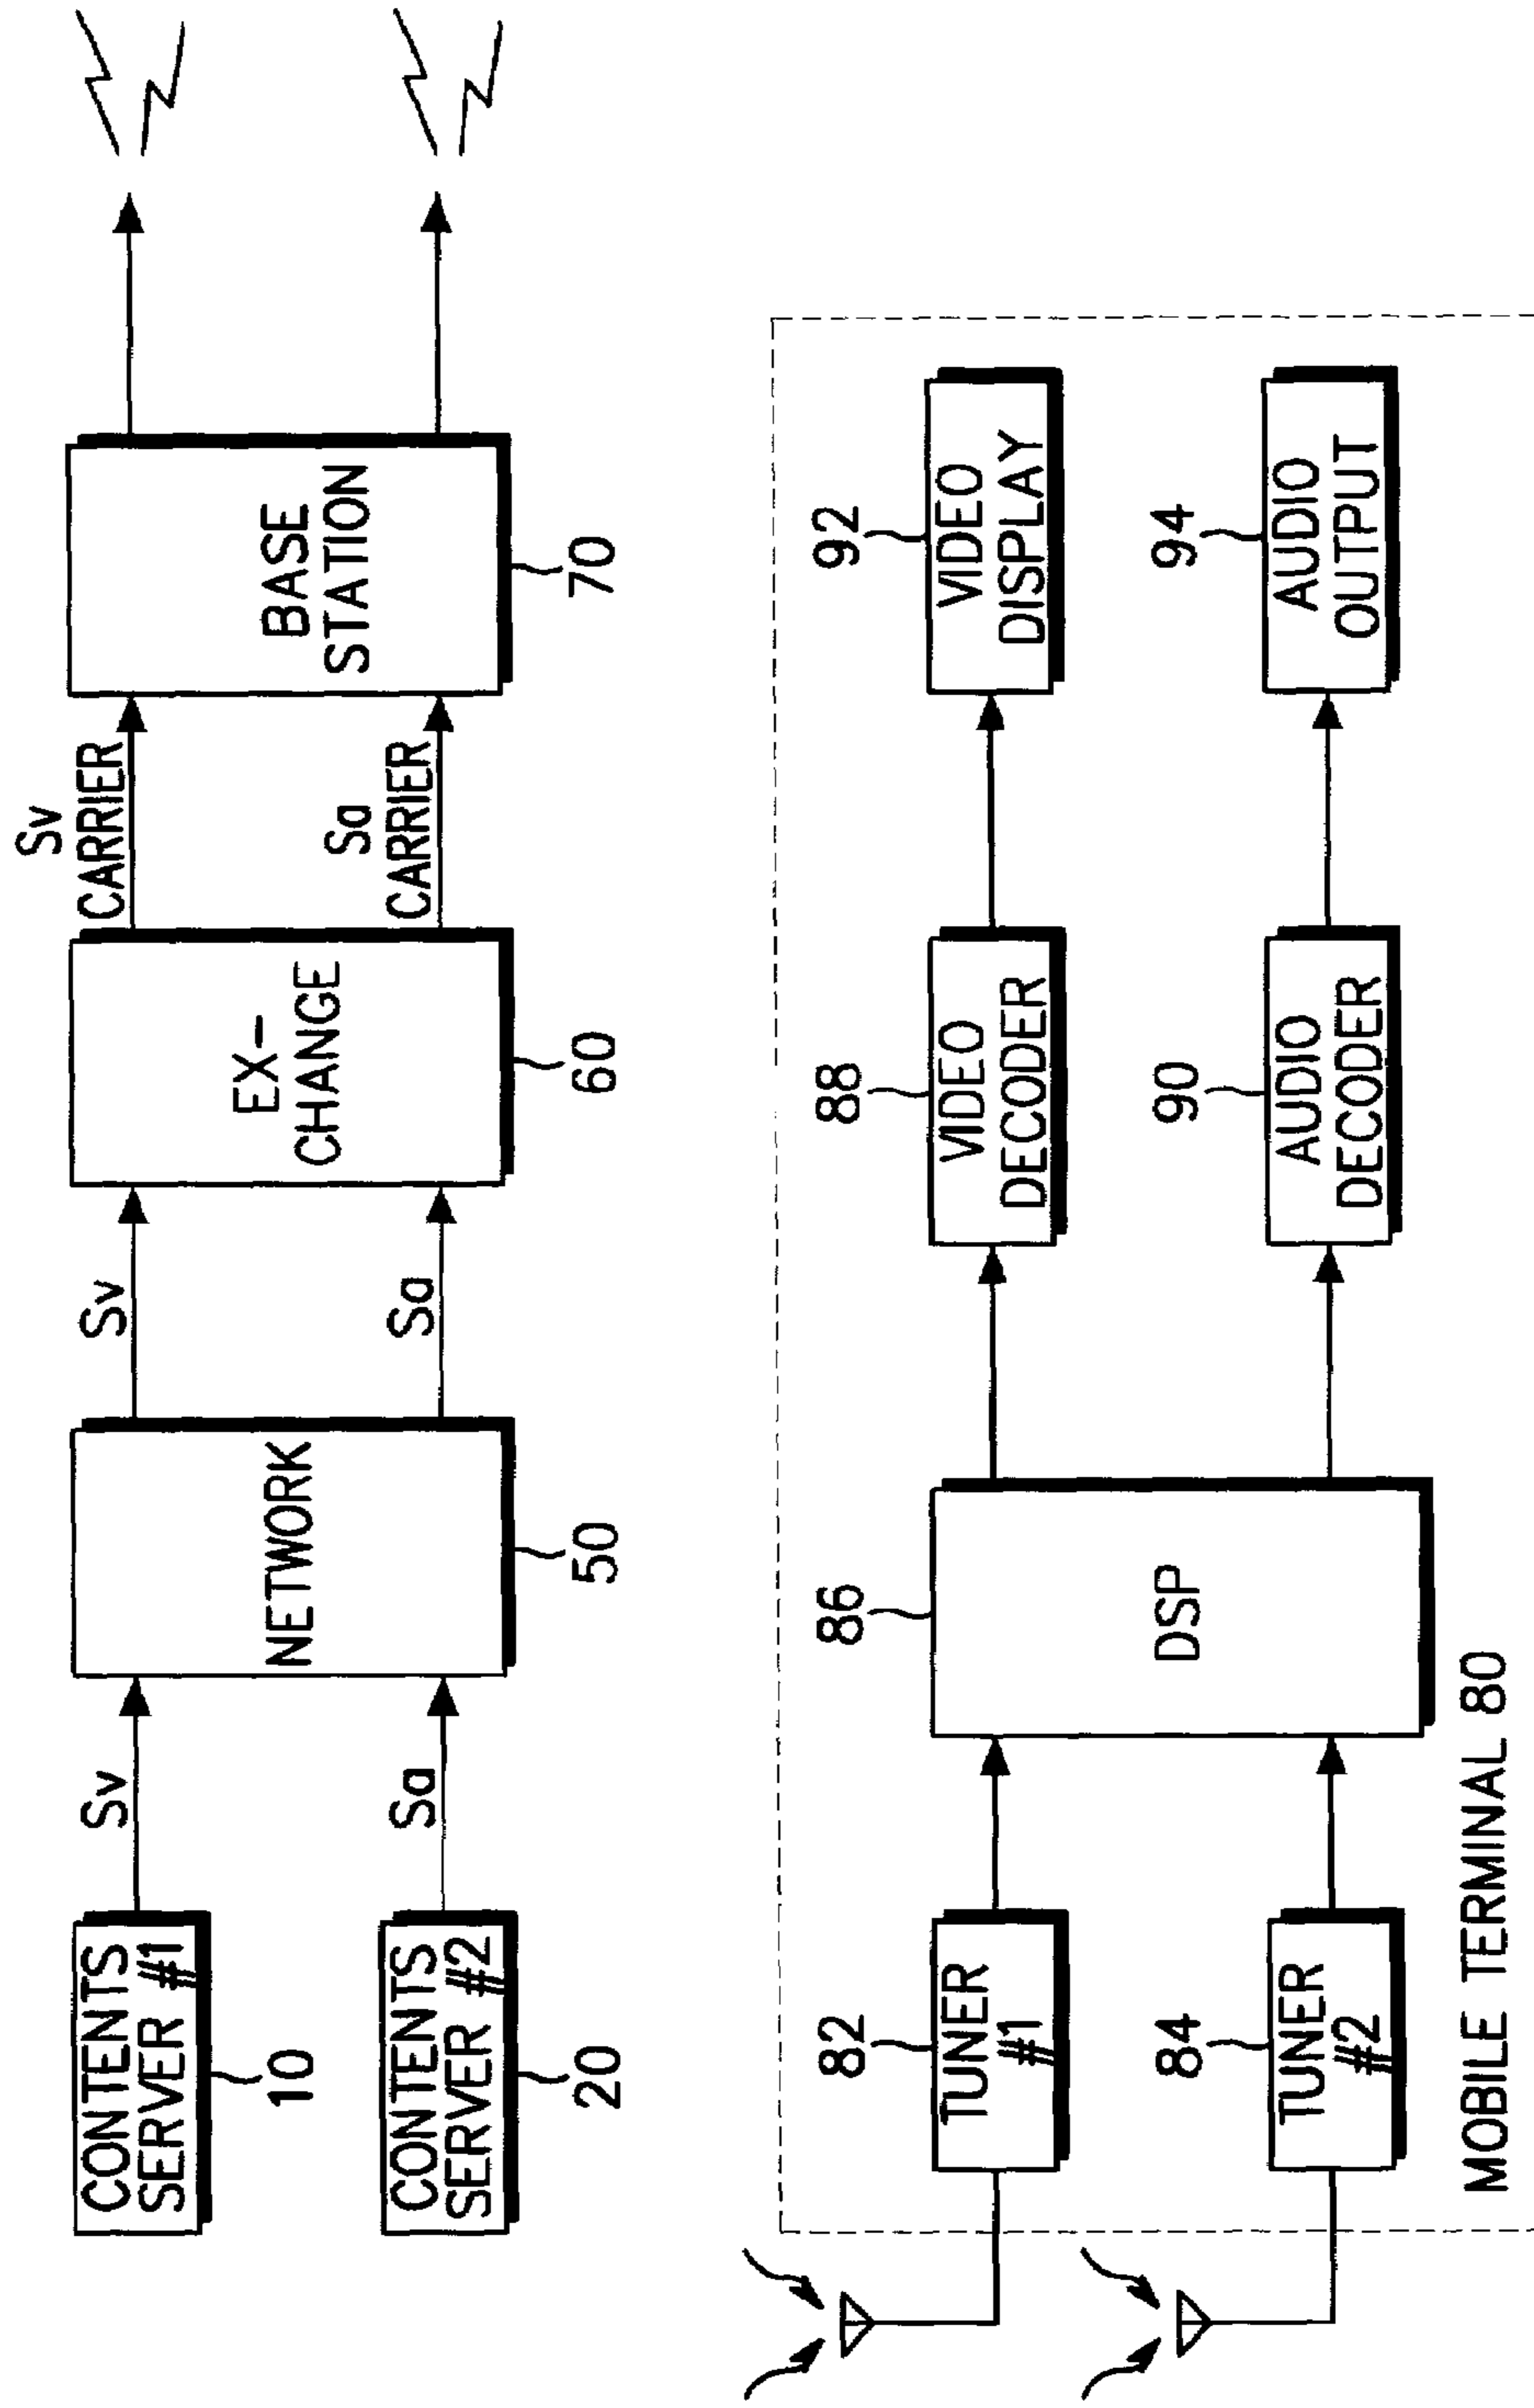 CONTENTS
SERVER #1
10
Sv
CONTENTS
SERVER #2
20
Sa
NETWORK
50
Sv
Sa
EX-
CHANGE
60
Sv
CARRIER
Sa
CARRIER
BASE
STATION
70
82
TUNER
#1
84
TUNER
#2
86
DSP
88
VIDEO
DECODER
90
AUDIO
DECODER
92
VIDEO
DISPLAY
94
AUDIO
OUTPUT
MOBILE TERMINAL 80